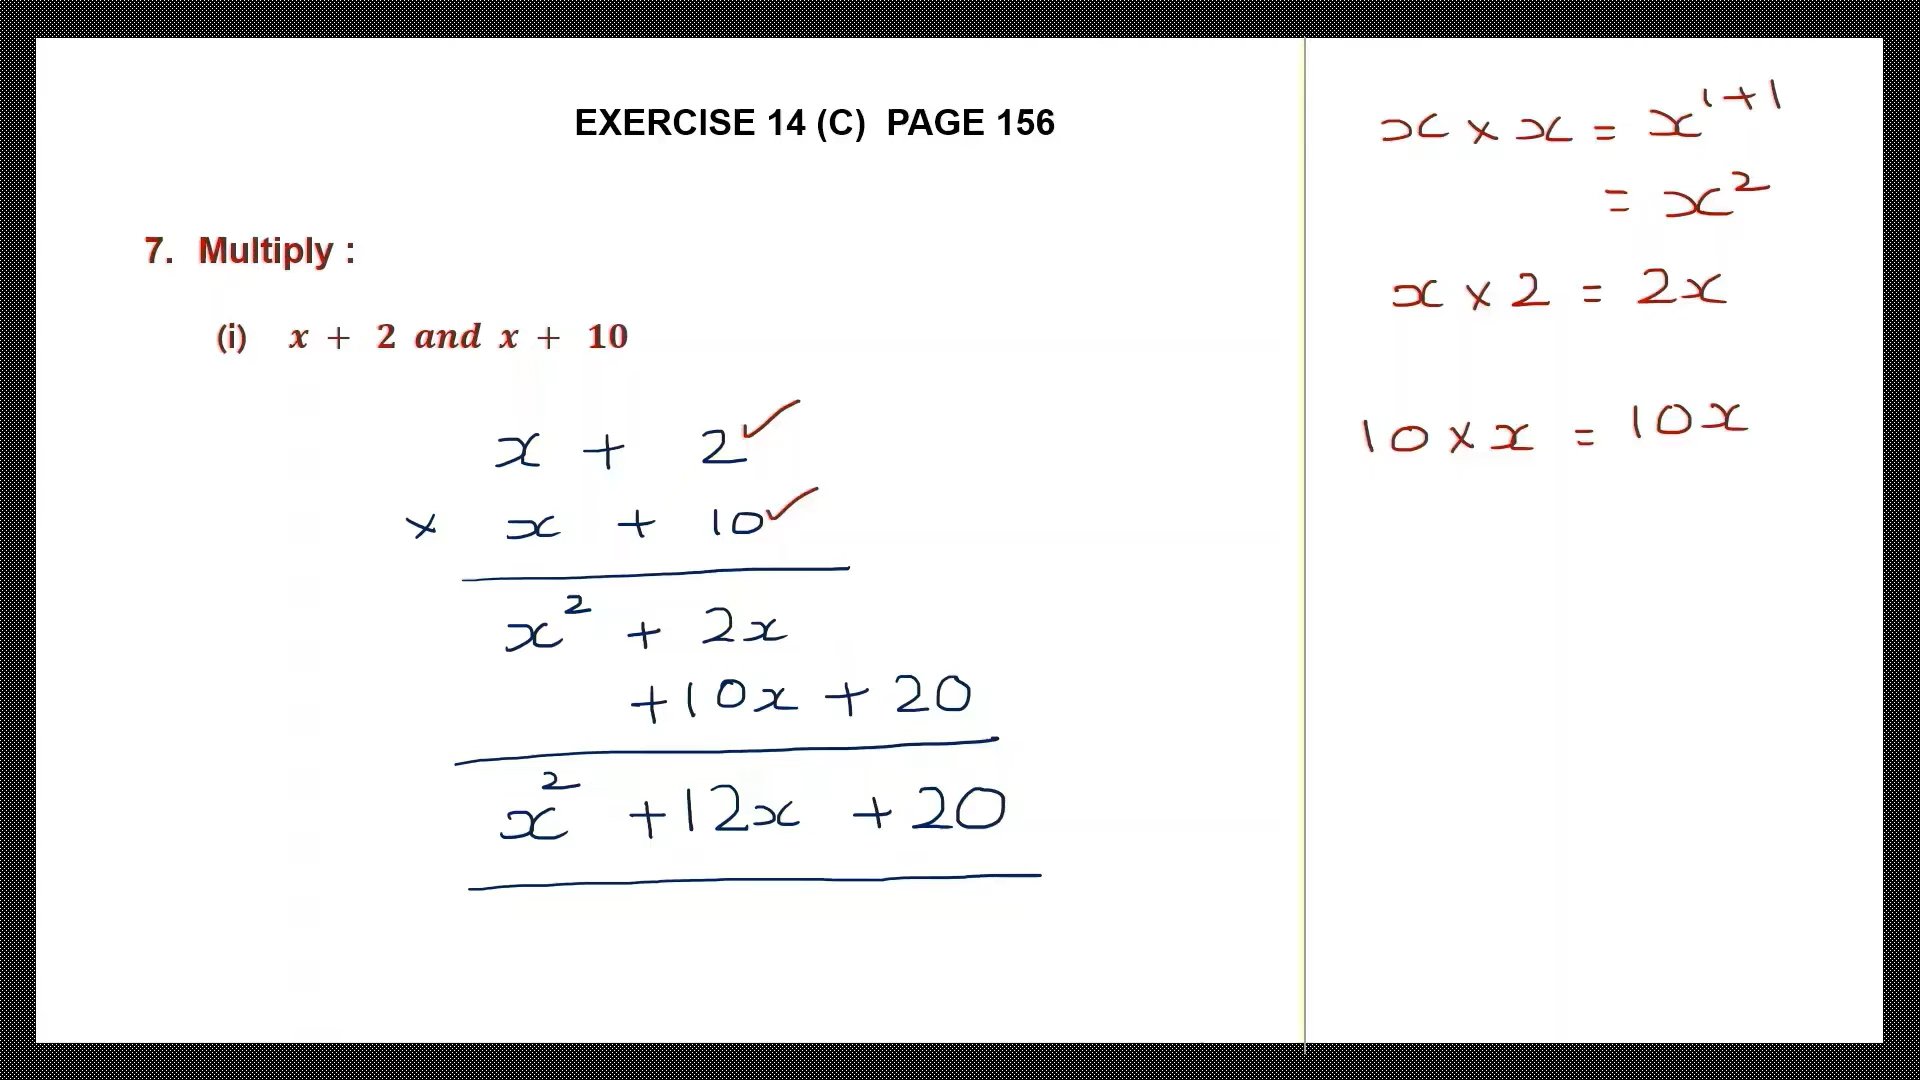 EXERCISE 14 (C) PAGE 156
7. Multiply :
(i) x + 2 and x + 10
x + 2 ✓
× x + 10 ✓
x² + 2x
+10x + 20
x² +12x +20
x × x = x¹⁺¹
= x²
x × 2 = 2x
10 × x = 10x